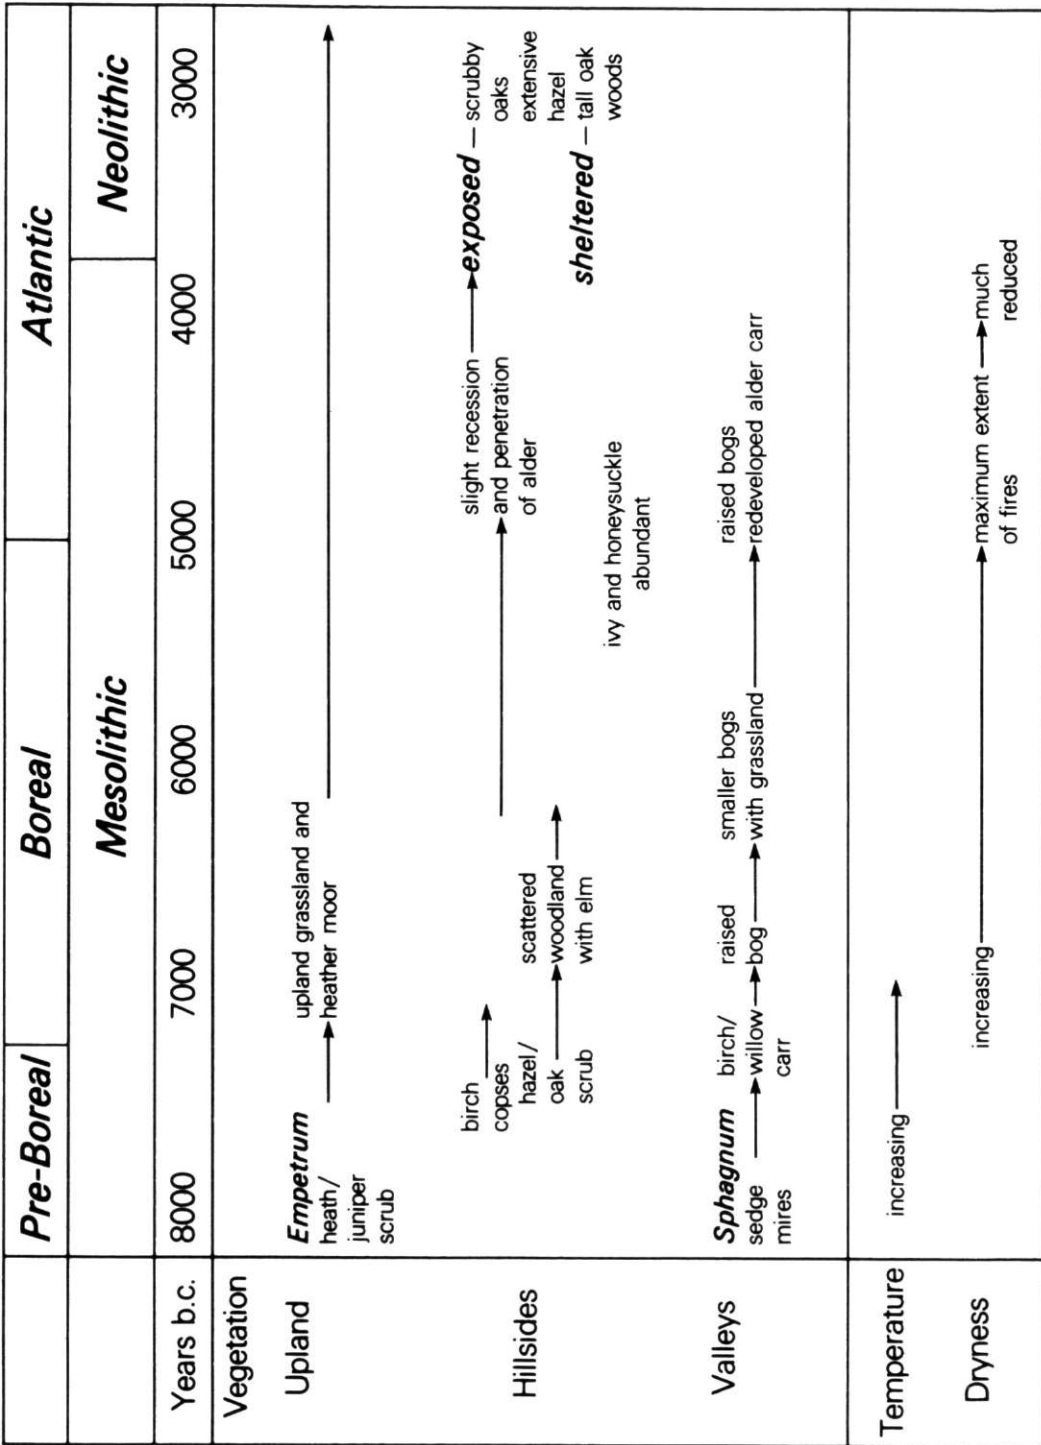 Pre-Boreal
Boreal
Atlantic
Mesolithic
Neolithic
Years b.c.
8000
7000
6000
5000
4000
3000
Vegetation
Upland
Empetrum
heath/
juniper
scrub
upland grassland and
heather moor
Hillsides
birch
copses
hazel/
oak
scrub
scattered
woodland
with elm
slight recession
and penetration
of alder
ivy and honeysuckle
abundant
exposed — scrubby
oaks
extensive
hazel
sheltered — tall oak
woods
Valleys
Sphagnum
sedge
mires
birch/
willow
carr
raised
bog
smaller bogs
with grassland
raised bogs
redeveloped alder carr
Temperature
increasing
Dryness
increasing
maximum extent
of fires
much
reduced